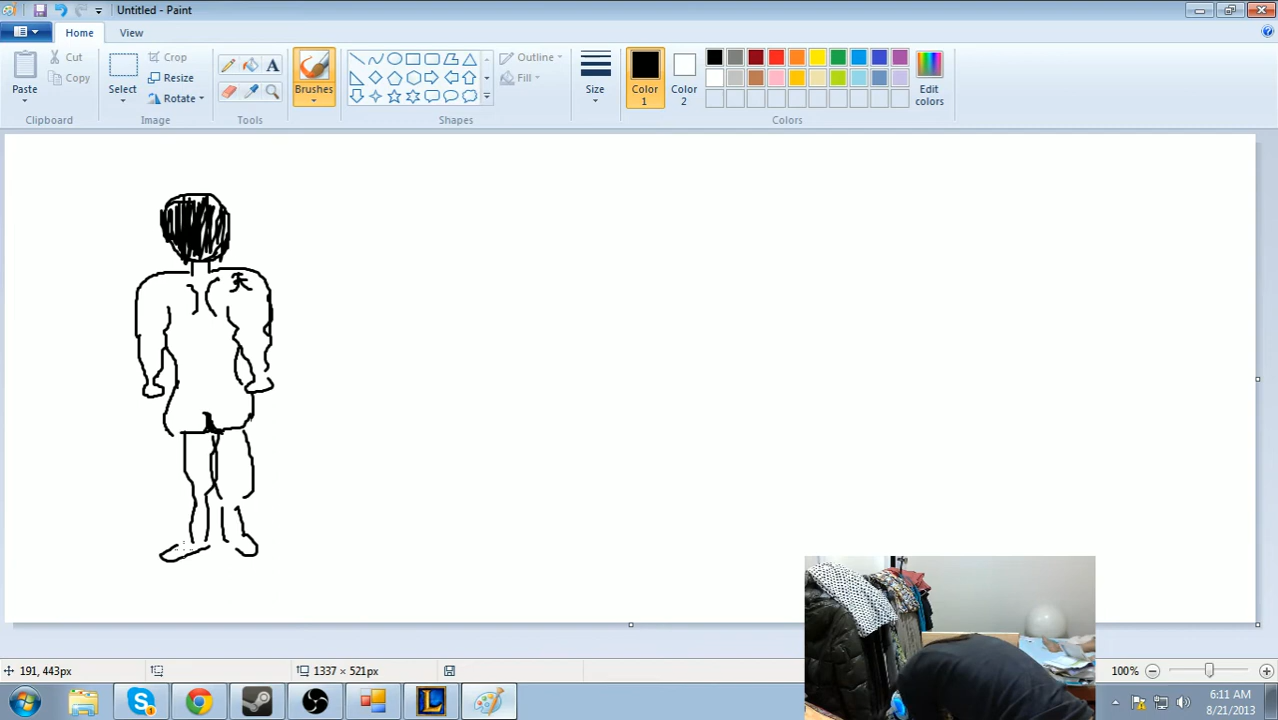 Untitled - Paint
Home View
Cut
Copy
Paste
Clipboard
Select
Crop
Resize
Rotate
Image
A
Tools
Brushes
Outline
Fill
Shapes
Size
Color 1
Color 2
Edit colors
Colors
天
191, 443px
1337 × 521px
100%
6:11 AM
8/21/2013